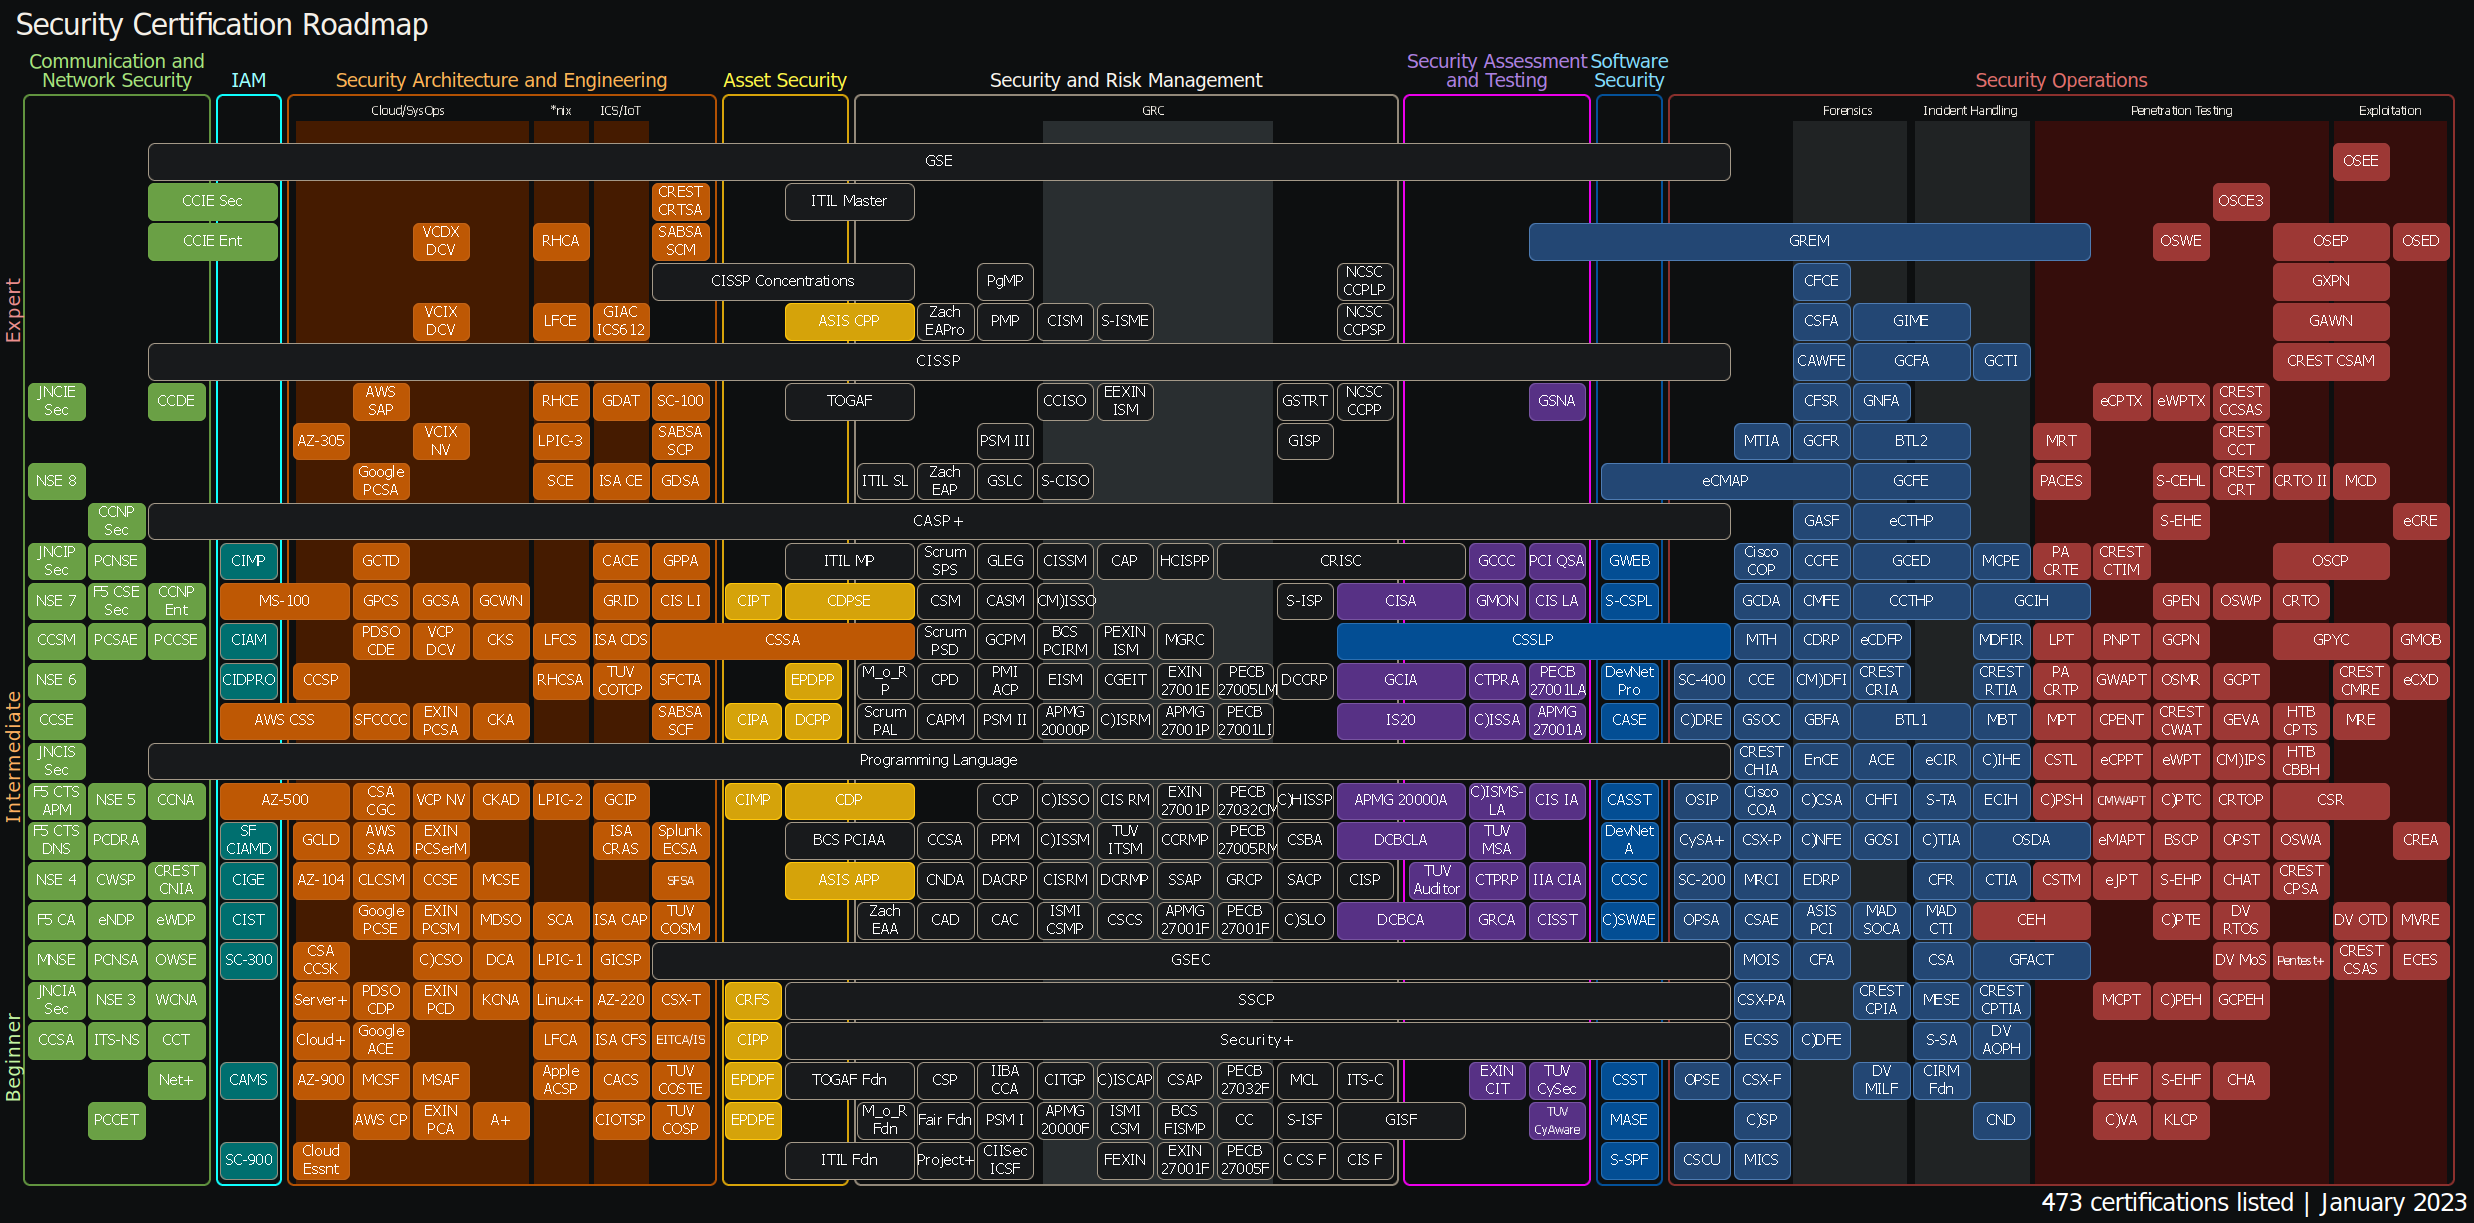 Security Certification Roadmap
Communication and
Network Security
IAM
Security Architecture and Engineering
Asset Security
Security and Risk Management
Security Assessment
and Testing
Software
Security
Security Operations
Cloud/SysOps
*nix
ICS/IoT
GRC
Forensics
Incident Handling
Penetration Testing
Exploitation
Expert
Intermediate
Beginner
GSE
OSEE
CCIE Sec
CREST
CRTSA
ITIL Master
OSCE3
CCIE Ent
VCDX
DCV
RHCA
SABSA
SCM
GREM
OSWE
OSEP
OSED
CISSP Concentrations
PgMP
NCSC
CCPLP
CFCE
GXPN
VCIX
DCV
LFCE
GIAC
ICS612
ASIS CPP
Zach
EAPro
PMP
CISM
S-ISME
NCSC
CCPSP
CSFA
GIME
GAWN
CISSP
CAWFE
GCFA
GCTI
CREST CSAM
JNCIE
Sec
CCDE
AWS
SAP
RHCE
GDAT
SC-100
TOGAF
CCISO
EEXIN
ISM
GSTRT
NCSC
CCPP
GSNA
CFSR
GNFA
eCPTX
eWPTX
CREST
CCSAS
AZ-305
VCIX
NV
LPIC-3
SABSA
SCP
PSM III
GISP
MTIA
GCFR
BTL2
MRT
CREST
CCT
NSE 8
Google
PCSA
SCE
ISA CE
GDSA
ITIL SL
Zach
EAP
GSLC
S-CISO
eCMAP
GCFE
PACES
S-CEHL
CREST
CRT
CRTO II
MCD
CCNP
Sec
CASP+
GASF
eCTHP
S-EHE
eCRE
JNCIP
Sec
PCNSE
CIMP
GCTD
CACE
GPPA
ITIL MP
Scrum
SPS
GLEG
CISSM
CAP
HCISPP
CRISC
GCCC
PCI QSA
GWEB
Cisco
COP
CCFE
GCED
MCPE
PA
CRTE
CREST
CTIM
OSCP
NSE 7
F5 CSE
Sec
CCNP
Ent
MS-100
GPCS
GCSA
GCWN
GRID
CIS LI
CIPT
CDPSE
CSM
CASM
CM)ISSO
S-ISP
CISA
GMON
CIS LA
S-CSPL
GCDA
CMFE
CCTHP
GCIH
GPEN
OSWP
CRTO
CCSM
PCSAE
PCCSE
CIAM
PDSO
CDE
VCP
DCV
CKS
LFCS
ISA CDS
CSSA
Scrum
PSD
GCPM
BCS
PCIRM
PEXIN
ISM
MGRC
CSSLP
MTH
CDRP
eCDFP
MDFIR
LPT
PNPT
GCPN
GPYC
GMOB
NSE 6
CIDPRO
CCSP
RHCSA
TUV
COTCP
SFCTA
EPDPP
M_o_R
P
CPD
PMI
ACP
EISM
CGEIT
EXIN
27001E
PECB
27005LM
DCCRP
GCIA
CTPRA
PECB
27001LA
DevNet
Pro
SC-400
CCE
CM)DFI
CREST
CRIA
CREST
RTIA
PA
CRTP
GWAPT
OSMR
GCPT
CREST
CMRE
eCXD
CCSE
AWS CSS
SFCCCC
EXIN
PCSA
CKA
SABSA
SCF
CIPA
DCPP
Scrum
PAL
CAPM
PSM II
APMG
20000P
C)ISRM
APMG
27001P
PECB
27001LI
IS20
C)ISSA
APMG
27001A
CASE
C)DRE
GSOC
GBFA
BTL1
MBT
MPT
CPENT
CREST
CWAT
GEVA
HTB
CPTS
MRE
JNCIS
Sec
Programming Language
CREST
CHIA
EnCE
ACE
eCIR
C)IHE
CSTL
eCPPT
eWPT
CM)IPS
HTB
CBBH
F5 CTS
APM
NSE 5
CCNA
AZ-500
CSA
CGC
VCP NV
CKAD
LPIC-2
GCIP
CIMP
CDP
CCP
C)ISSO
CIS RM
EXIN
27001P
PECB
27032CM
C)HISSP
APMG 20000A
C)ISMS-
LA
CIS IA
CASST
OSIP
Cisco
COA
C)CSA
CHFI
S-TA
ECIH
C)PSH
CMWAPT
C)PTC
CRTOP
CSR
F5 CTS
DNS
PCDRA
SF
CIAMD
GCLD
AWS
SAA
EXIN
PCSerM
ISA
CRAS
Splunk
ECSA
BCS PCIAA
CCSA
PPM
C)ISSM
TUV
ITSM
CCRMP
PECB
27005RM
CSBA
DCBCLA
TUV
MSA
DevNet
A
CySA+
CSX-P
C)NFE
GOSI
C)TIA
OSDA
eMAPT
BSCP
OPST
OSWA
CREA
NSE 4
CWSP
CREST
CNIA
CIGE
AZ-104
CLCSM
CCSE
MCSE
SFSA
ASIS APP
CNDA
DACRP
CISRM
DCRMP
SSAP
GRCP
SACP
CISP
TUV
Auditor
CTPRP
IIA CIA
CCSC
SC-200
MRCI
EDRP
CFR
CTIA
CSTM
eJPT
S-EHP
CHAT
CREST
CPSA
F5 CA
eNDP
eWDP
CIST
Google
PCSE
EXIN
PCSM
MDSO
SCA
ISA CAP
TUV
COSM
Zach
EAA
CAD
CAC
ISMI
CSMP
CSCS
APMG
27001F
PECB
27001F
C)SLO
DCBCA
GRCA
CISST
C)SWAE
OPSA
CSAE
ASIS
PCI
MAD
SOCA
MAD
CTI
CEH
C)PTE
DV
RTOS
DV OTD
MVRE
MNSE
PCNSA
OWSE
SC-300
CSA
CCSK
C)CSO
DCA
LPIC-1
GICSP
GSEC
MOIS
CFA
CSA
GFACT
DV MoS
Pentest+
CREST
CSAS
ECES
JNCIA
Sec
NSE 3
WCNA
Server+
PDSO
CDP
EXIN
PCD
KCNA
Linux+
AZ-220
CSX-T
CRFS
SSCP
CSX-PA
CREST
CPIA
MESE
CREST
CPTIA
MCPT
C)PEH
GCPEH
CCSA
ITS-NS
CCT
Cloud+
Google
ACE
LFCA
ISA CFS
EITCA/IS
CIPP
Security+
ECSS
C)DFE
S-SA
DV
AOPH
Net+
CAMS
AZ-900
MCSF
MSAF
Apple
ACSP
CACS
TUV
COSTE
EPDPF
TOGAF Fdn
CSP
IIBA
CCA
CITGP
C)ISCAP
CSAP
PECB
27032F
MCL
ITS-C
EXIN
CIT
TUV
CySec
CSST
OPSE
CSX-F
DV
MILF
CIRM
Fdn
EEHF
S-EHF
CHA
PCCET
AWS CP
EXIN
PCA
A+
CIOTSP
TUV
COSP
EPDPE
M_o_R
Fdn
Fair Fdn
PSM I
APMG
20000F
ISMI
CSM
BCS
FISMP
CC
S-ISF
GISF
TUV
CyAware
MASE
C)SP
CND
C)VA
KLCP
SC-900
Cloud
Essnt
ITIL Fdn
Project+
CIISec
ICSF
FEXIN
EXIN
27001F
PECB
27005F
C CS F
CIS F
S-SPF
CSCU
MICS
473 certifications listed | January 2023